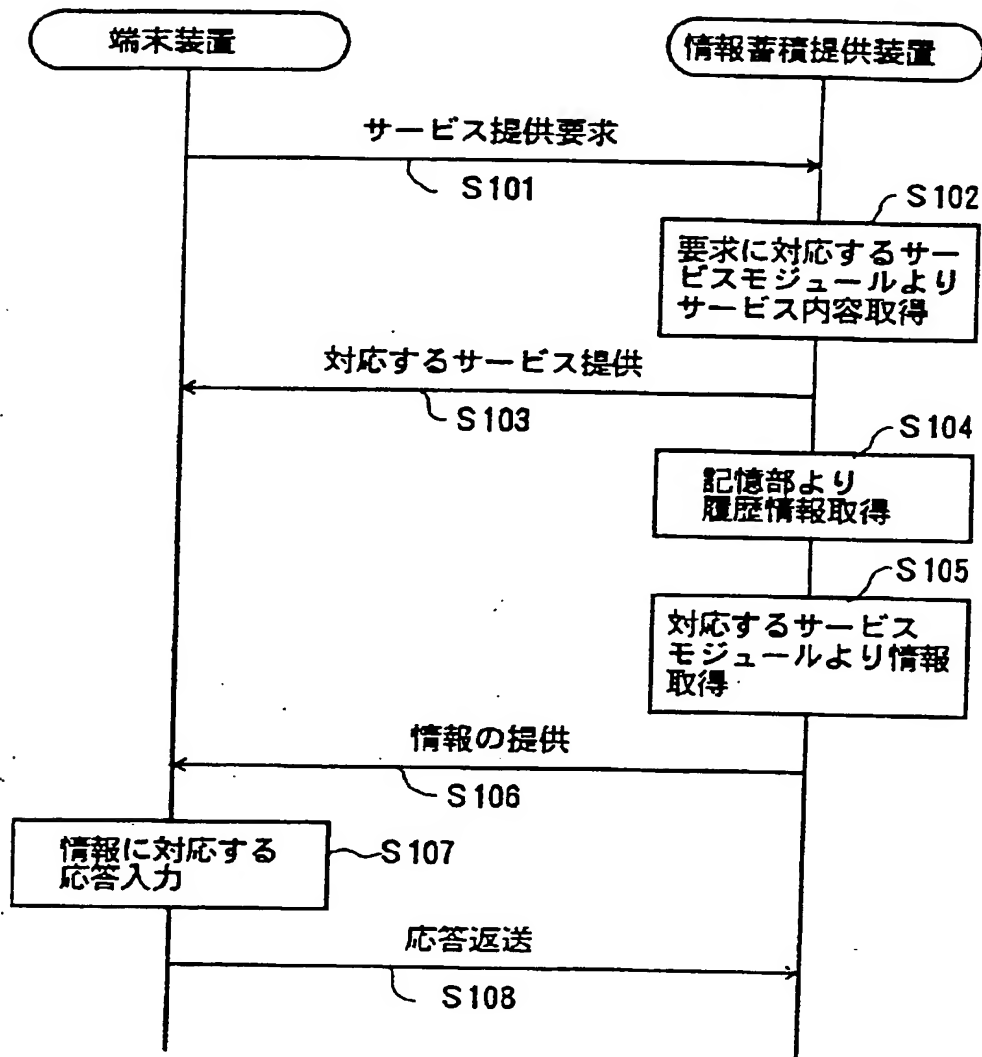 端末装置
情報蓄積提供装置
サービス提供要求
S101
S102
要求に対応するサー
ビスモジュールより
サービス内容取得
対応するサービス提供
S103
S104
記憶部より
履歴情報取得
S105
対応するサービス
モジュールより情報
取得
情報の提供
S106
情報に対応する
応答入力
S107
応答返送
S108